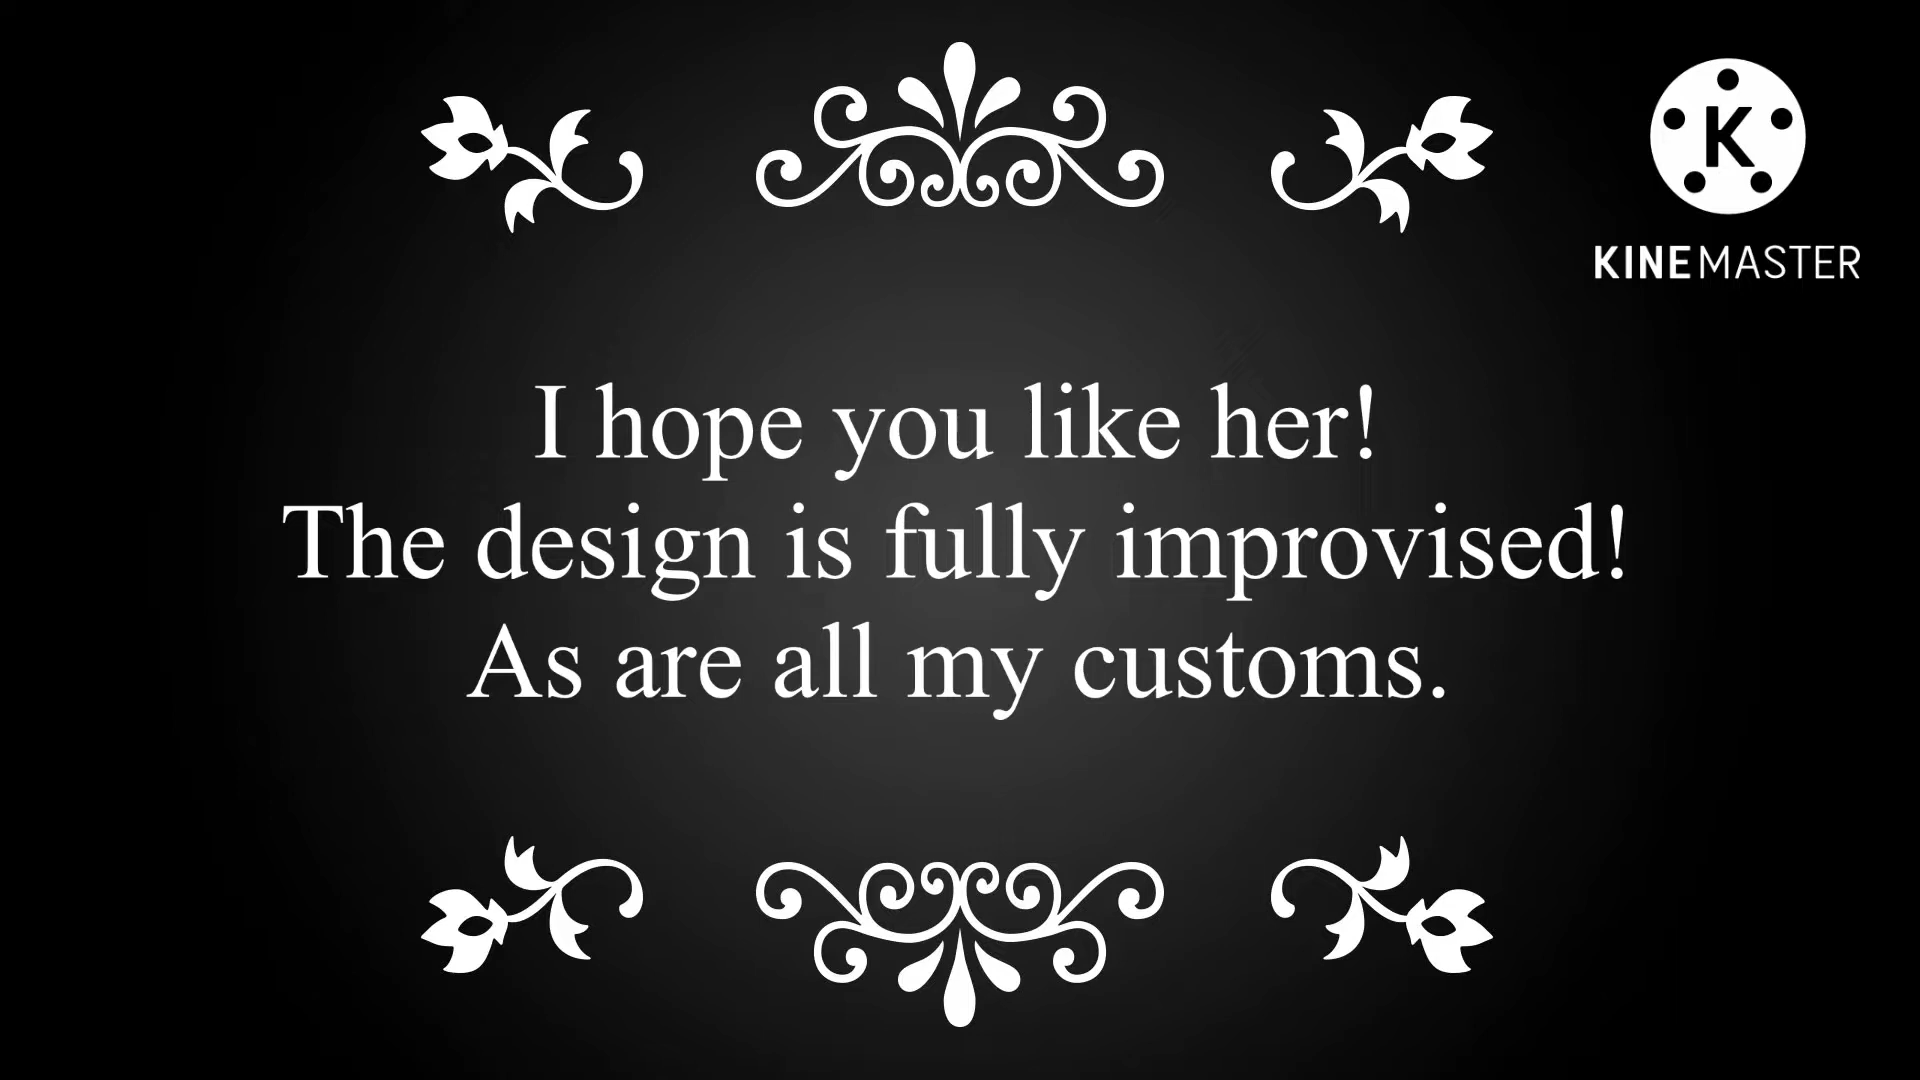 K
KINEMASTER
I hope you like her!
The design is fully improvised!
As are all my customs.